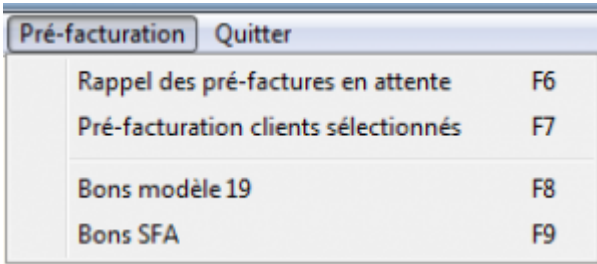 Pré-facturation Quitter
Rappel des pré-factures en attente F6
Pré-facturation clients sélectionnés F7
Bons modèle 19 F8
Bons SFA F9